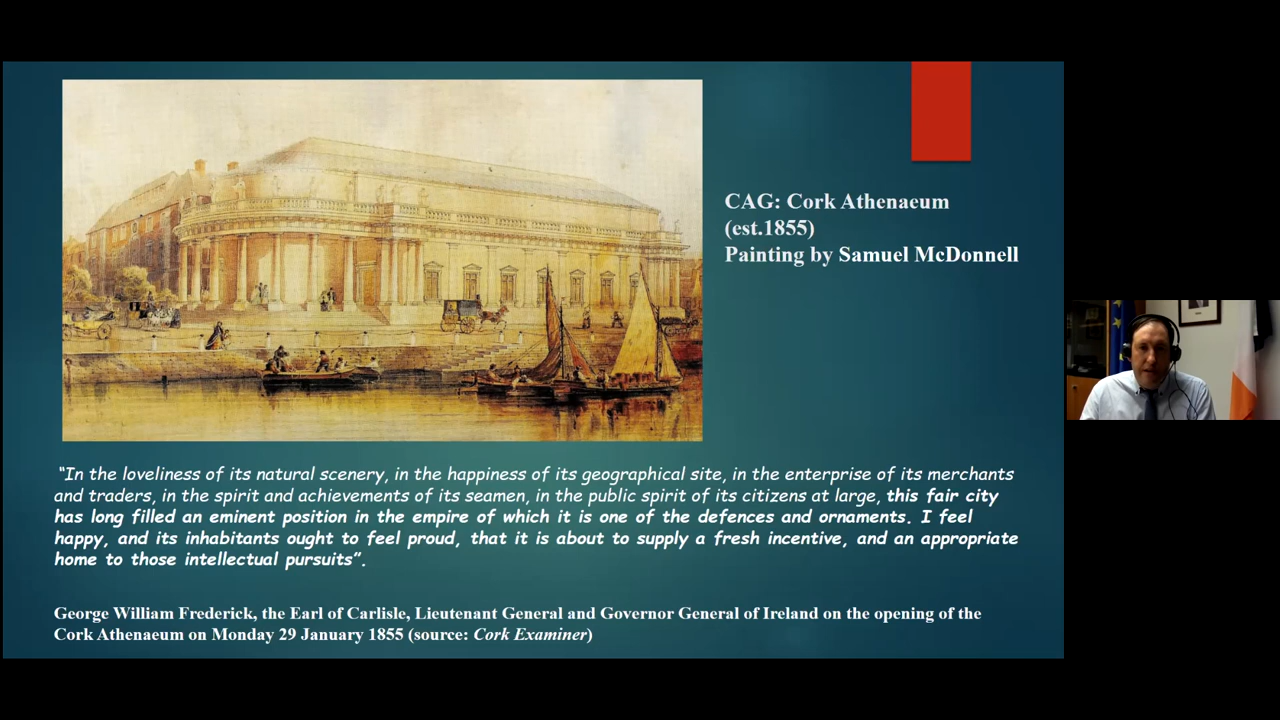 CAG: Cork Athenaeum
(est.1855)
Painting by Samuel McDonnell
“In the loveliness of its natural scenery, in the happiness of its geographical site, in the enterprise of its merchants
and traders, in the spirit and achievements of its seamen, in the public spirit of its citizens at large, this fair city
has long filled an eminent position in the empire of which it is one of the defences and ornaments. I feel
happy, and its inhabitants ought to feel proud, that it is about to supply a fresh incentive, and an appropriate
home to those intellectual pursuits”.
George William Frederick, the Earl of Carlisle, Lieutenant General and Governor General of Ireland on the opening of the
Cork Athenaeum on Monday 29 January 1855 (source: Cork Examiner)